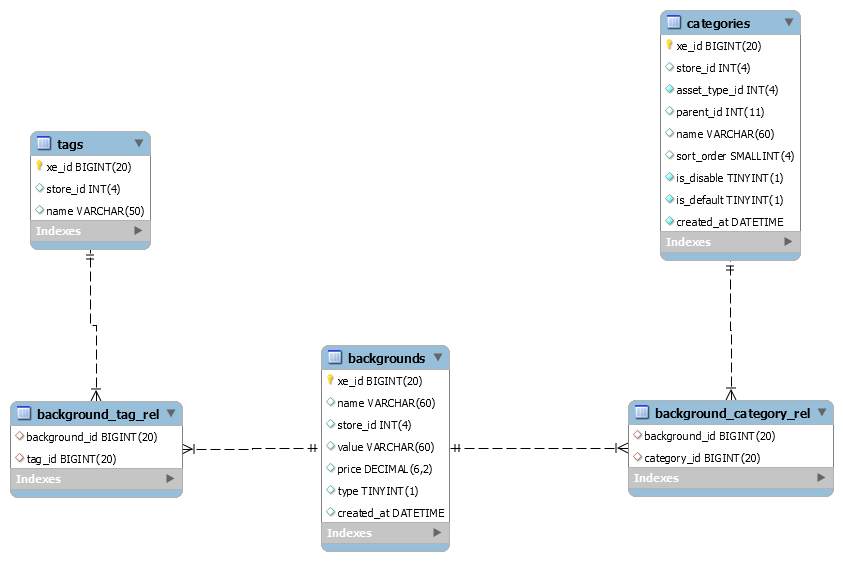 categories
xe_id BIGINT(20)
store_id INT(4)
asset_type_id INT(4)
parent_id INT(11)
name VARCHAR(60)
sort_order SMALLINT(4)
is_disable TINYINT(1)
is_default TINYINT(1)
created_at DATETIME
Indexes
tags
xe_id BIGINT(20)
store_id INT(4)
name VARCHAR(50)
Indexes
backgrounds
xe_id BIGINT(20)
name VARCHAR(60)
store_id INT(4)
value VARCHAR(60)
price DECIMAL(6,2)
type TINYINT(1)
created_at DATETIME
Indexes
background_tag_rel
background_id BIGINT(20)
tag_id BIGINT(20)
Indexes
background_category_rel
background_id BIGINT(20)
category_id BIGINT(20)
Indexes